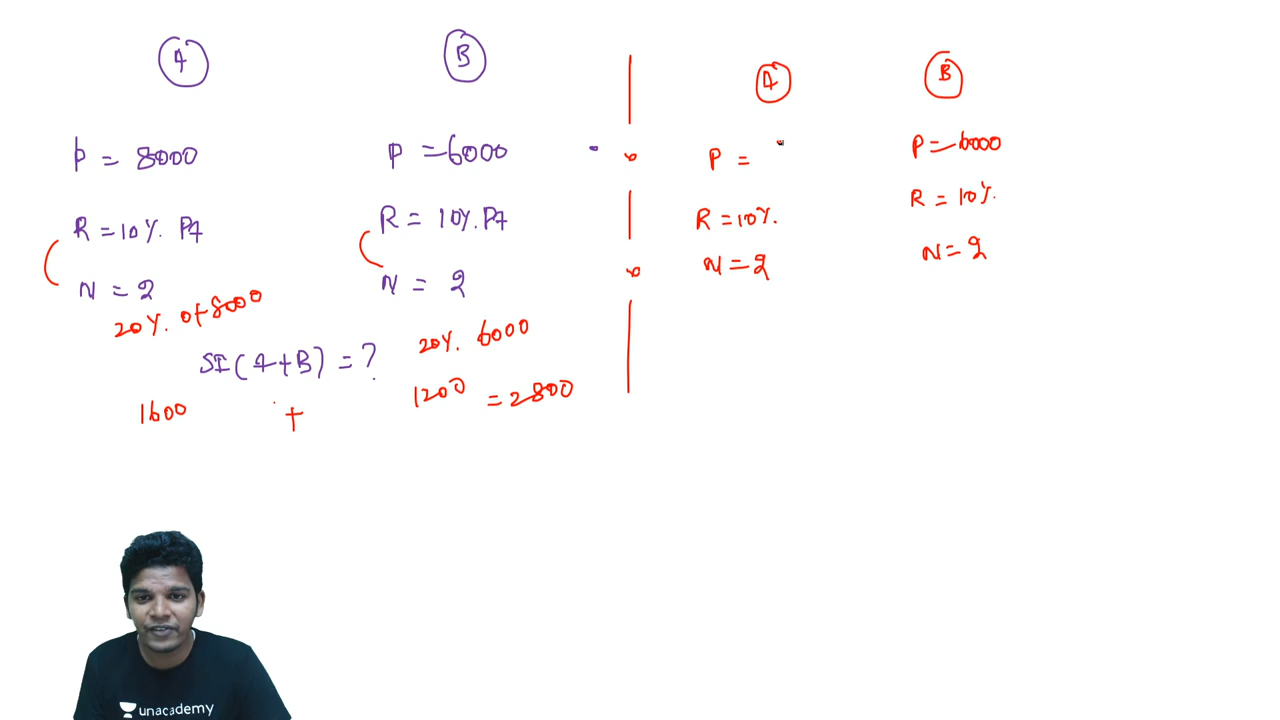 A
P = 8000
R = 10%. PA
N = 2
20%. of 8000
B
P = 6000
R = 10%. PA
N = 2
20%. 6000
SI (A+B) = ?
1600 + 1200 = 2800
A
P =
R = 10%.
N = 2
B
P = 6000
R = 10%.
N = 2
unacademy